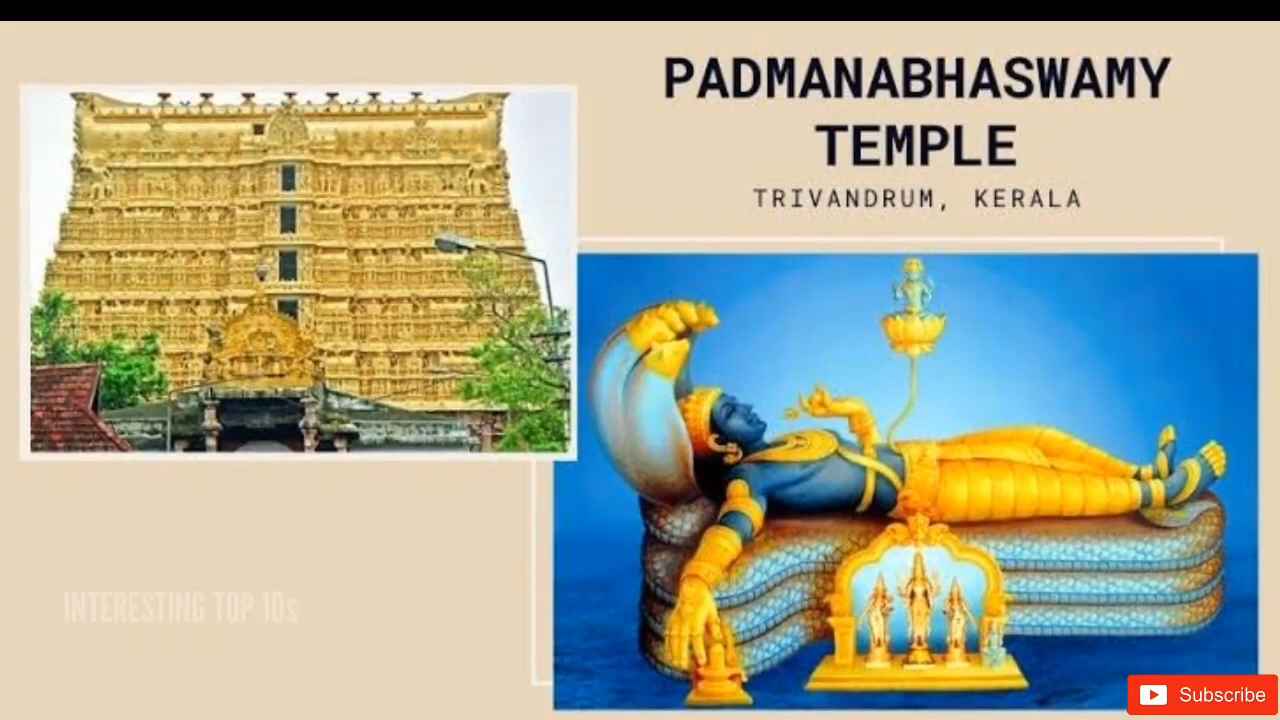 PADMANABHASWAMY
TEMPLE
TRIVANDRUM, KERALA
INTERESTING TOP 10s
Subscribe